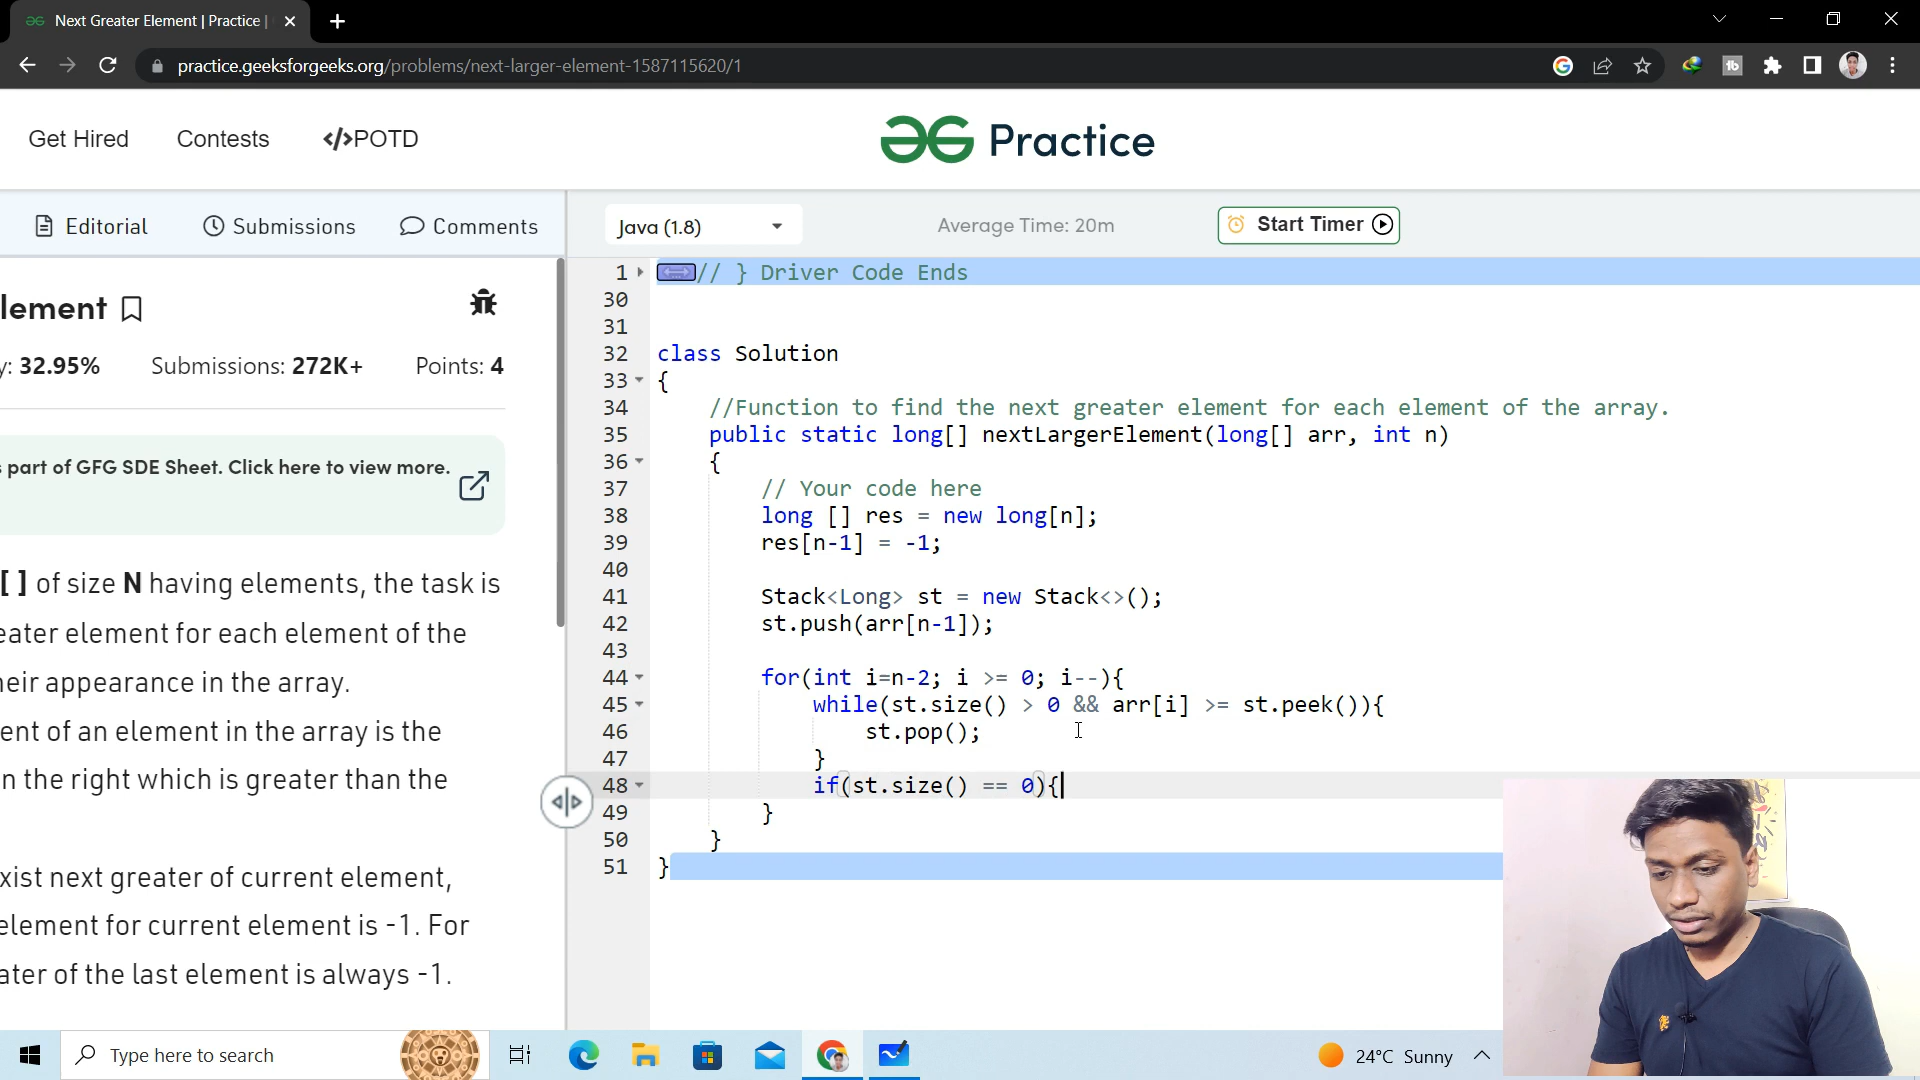 Next Greater Element | Practice |
practice.geeksforgeeks.org/problems/next-larger-element-1587115620/1
Get Hired Contests </>POTD
Practice
Editorial Submissions Comments
Java (1.8) Average Time: 20m Start Timer
lement
y: 32.95% Submissions: 272K+ Points: 4
s part of GFG SDE Sheet. Click here to view more.
[ ] of size N having elements, the task is
eater element for each element of the
heir appearance in the array.
ent of an element in the array is the
n the right which is greater than the
xist next greater of current element,
element for current element is -1. For
ater of the last element is always -1.
1 // } Driver Code Ends
30
31
32 class Solution
33 {
34 //Function to find the next greater element for each element of the array.
35 public static long[] nextLargerElement(long[] arr, int n)
36 {
37 // Your code here
38 long [] res = new long[n];
39 res[n-1] = -1;
40
41 Stack<Long> st = new Stack<>();
42 st.push(arr[n-1]);
43
44 for(int i=n-2; i >= 0; i--){
45 while(st.size() > 0 && arr[i] >= st.peek()){
46 st.pop();
47 }
48 if(st.size() == 0){
49 }
50 }
51 }
Type here to search
24°C Sunny